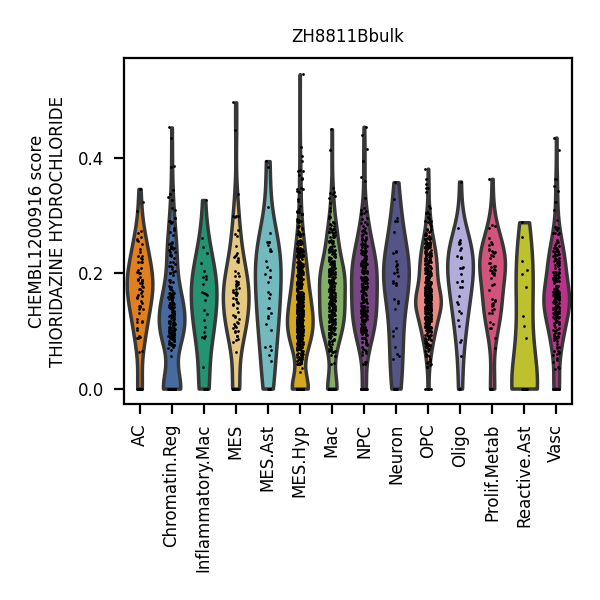 ZH8811Bbulk
CHEMBL1200916 score
THIORIDAZINE HYDROCHLORIDE
0.4
0.2
0.0
AC
Chromatin.Reg
Inflammatory.Mac
MES
MES.Ast
MES.Hyp
Mac
NPC
Neuron
OPC
Oligo
Prolif.Metab
Reactive.Ast
Vasc